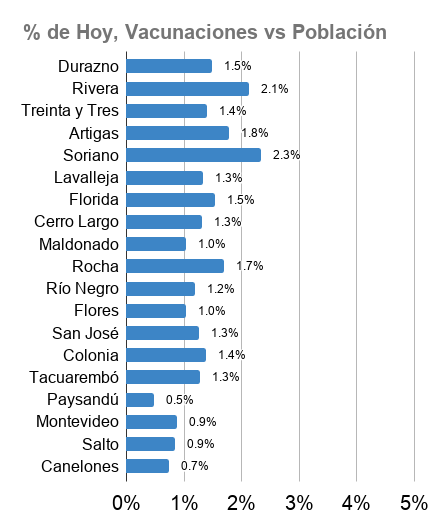 % de Hoy, Vacunaciones vs Población
Durazno 1.5%
Rivera 2.1%
Treinta y Tres 1.4%
Artigas 1.8%
Soriano 2.3%
Lavalleja 1.3%
Florida 1.5%
Cerro Largo 1.3%
Maldonado 1.0%
Rocha 1.7%
Río Negro 1.2%
Flores 1.0%
San José 1.3%
Colonia 1.4%
Tacuarembó 1.3%
Paysandú 0.5%
Montevideo 0.9%
Salto 0.9%
Canelones 0.7%
0% 1% 2% 3% 4% 5%